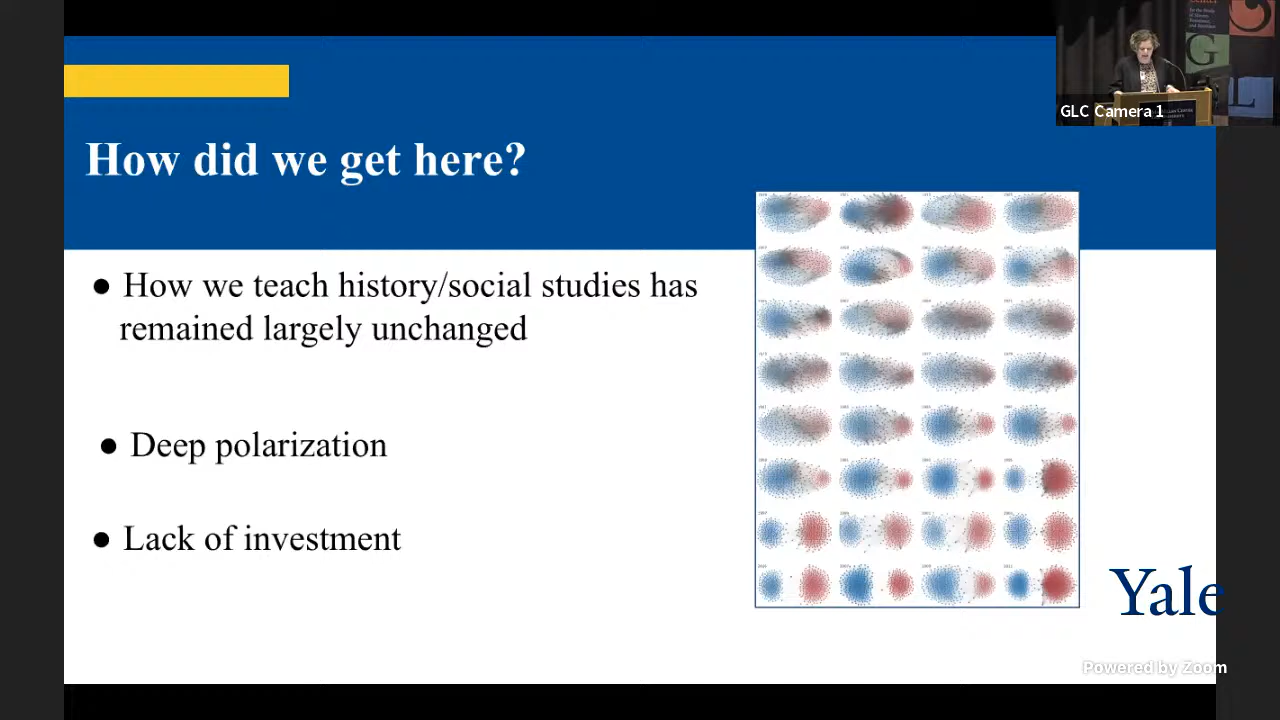 GLC Camera 1
How did we get here?
● How we teach history/social studies has
remained largely unchanged
● Deep polarization
● Lack of investment
Yale
Powered by Zoom